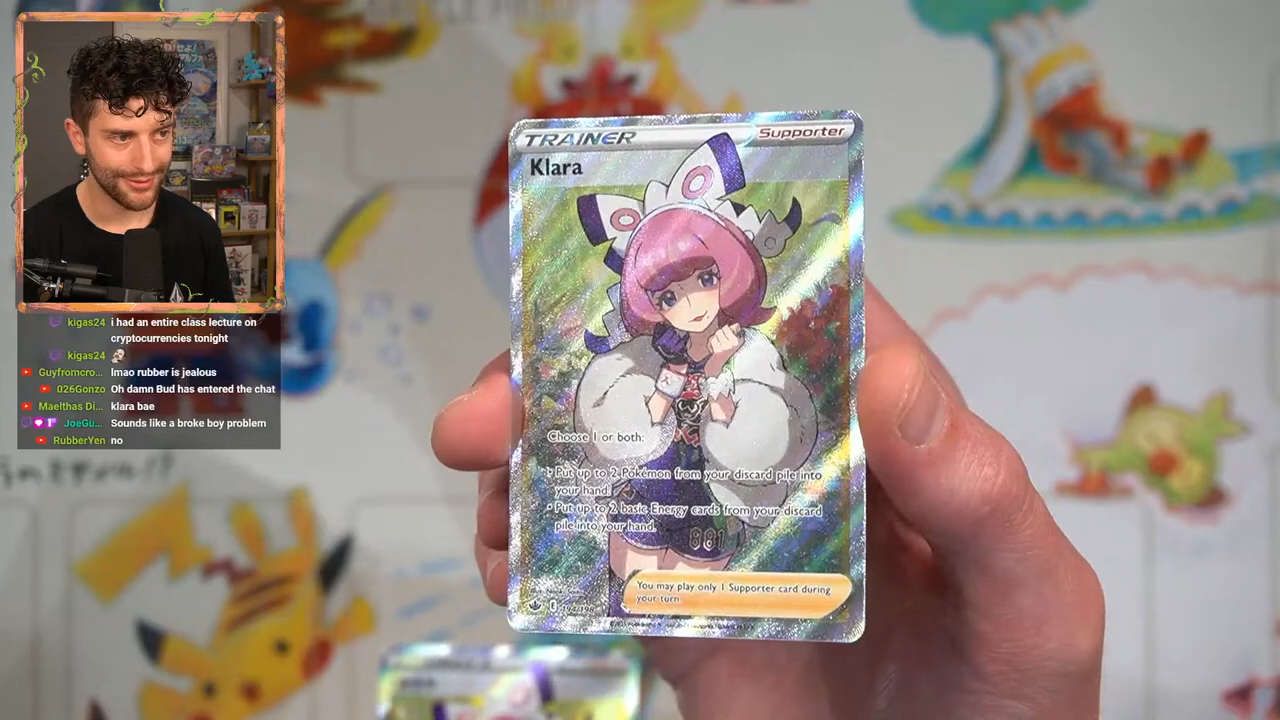 kigas24 i had an entire class lecture on
cryptocurrencies tonight
kigas24
Guyfromcro... lmao rubber is jealous
026Gonzo Oh damn Bud has entered the chat
Maelthas Di... klara bae
JoeGu... Sounds like a broke boy problem
RubberYen no
TRAINER Supporter
Klara
Choose 1 or both:
• Put up to 2 Pokémon from your discard pile into
your hand.
• Put up to 2 basic Energy cards from your discard
pile into your hand.
881
You may play only 1 Supporter card during
your turn.